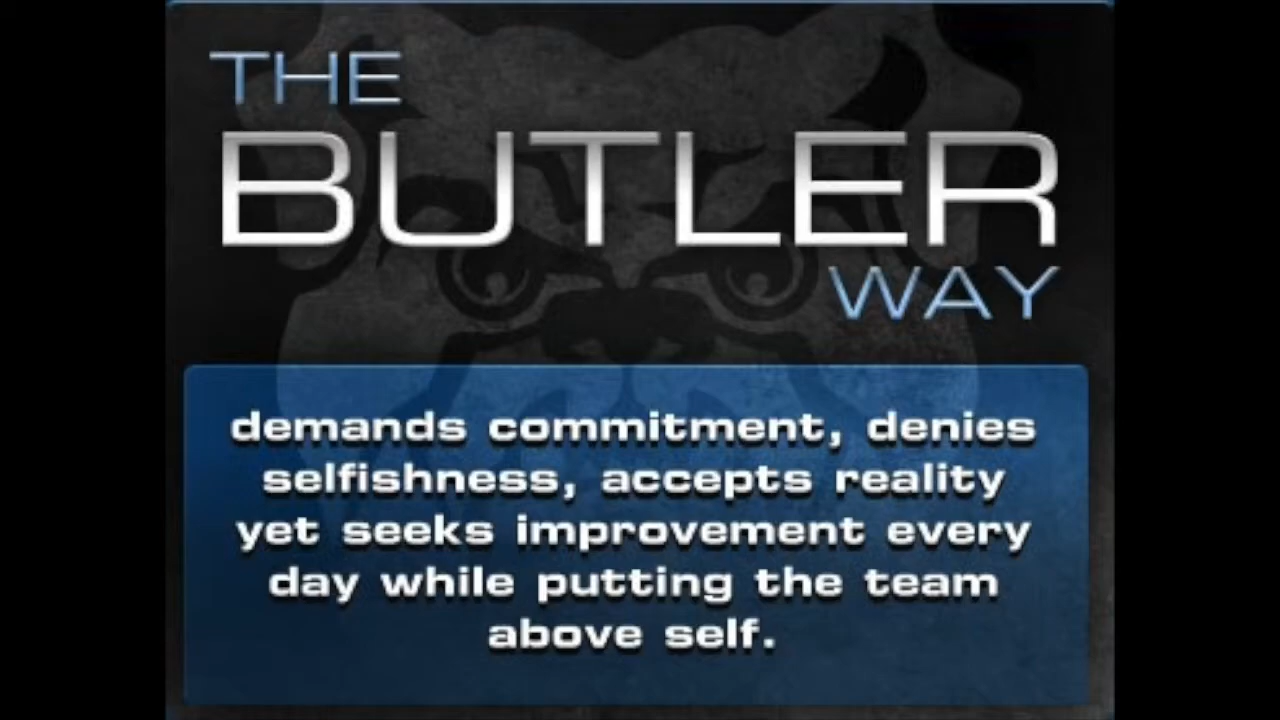 THE
BUTLER
WAY
demands commitment, denies
selfishness, accepts reality
yet seeks improvement every
day while putting the team
above self.